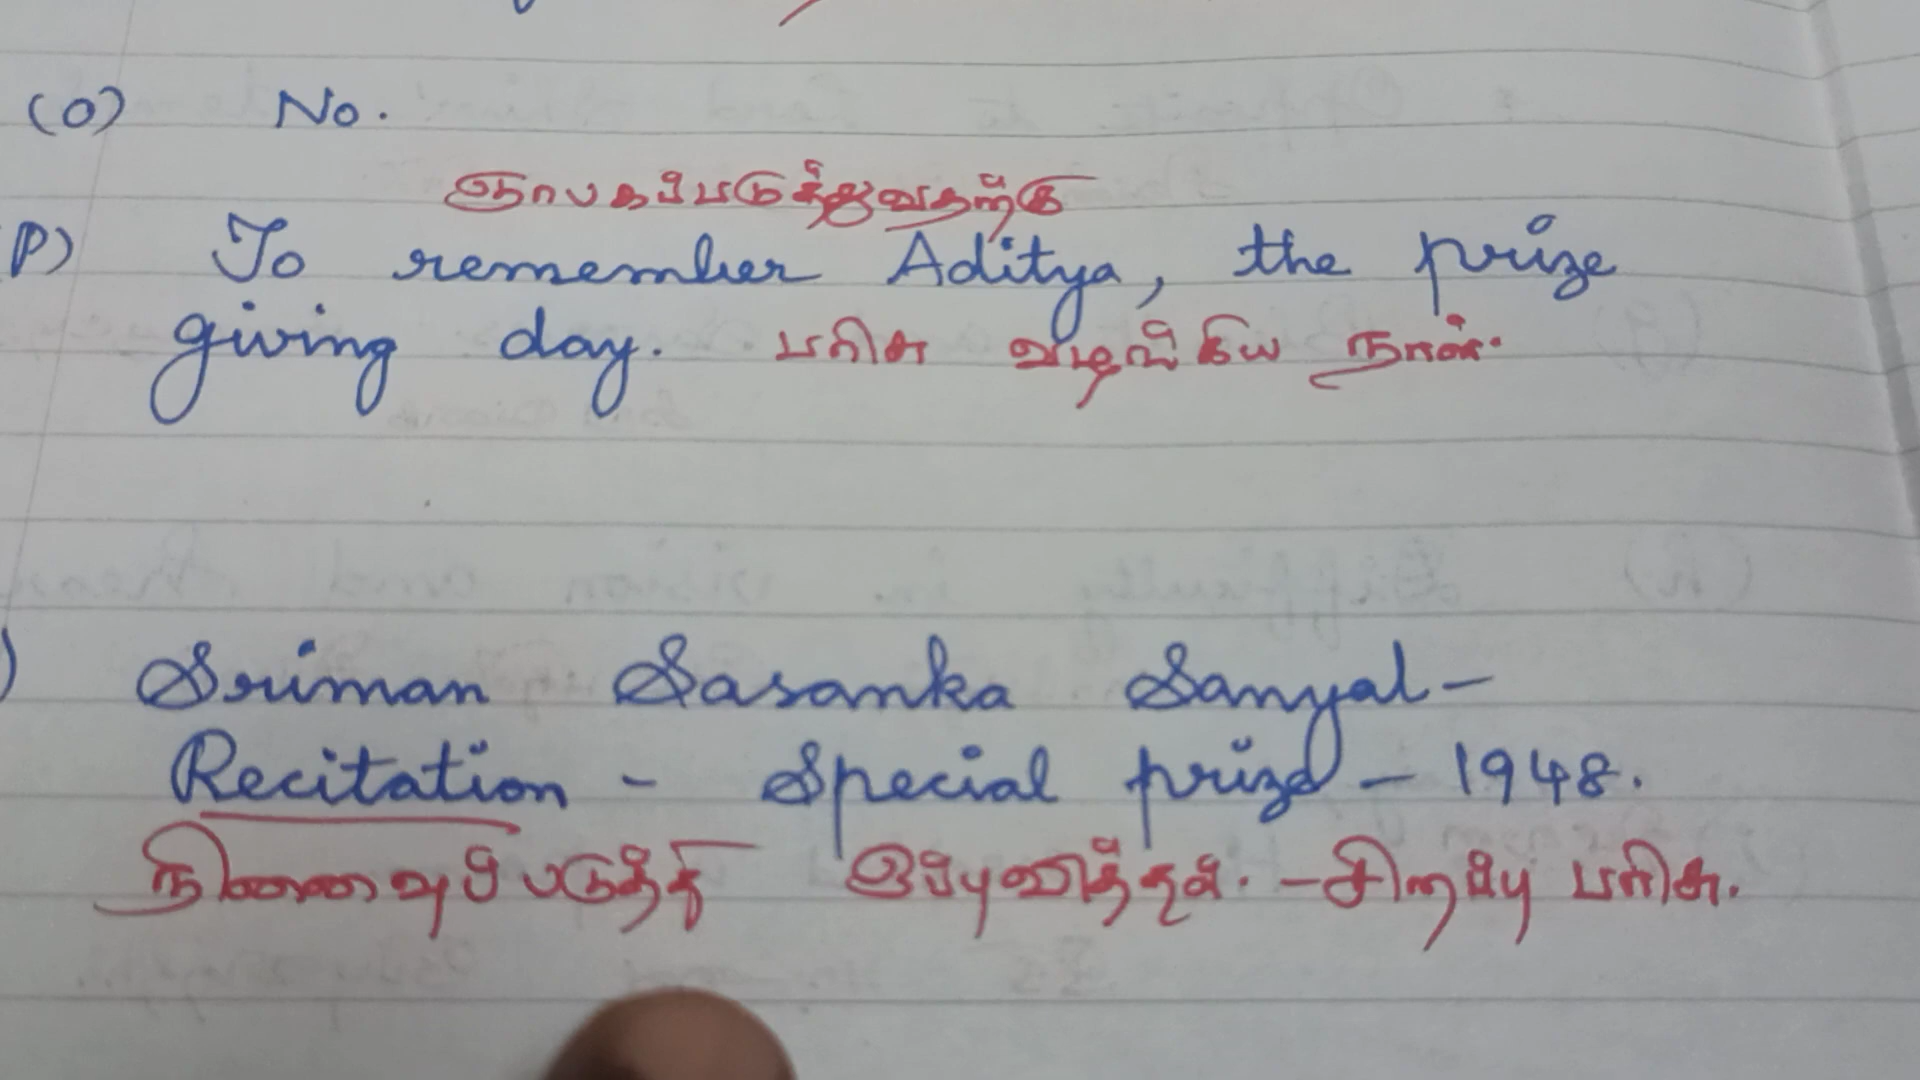 (O) No.
ஞாபகப்படுத்துவதற்கு
P) To remember Aditya, the prize
giving day. பரிசு வழங்கிய நாள்.
) Sriman Sasanka Sanyal-
Recitation - Special prize - 1948.
நினைவுப்படுத்தி ஒப்புவித்தல். - சிறப்பு பரிசு.